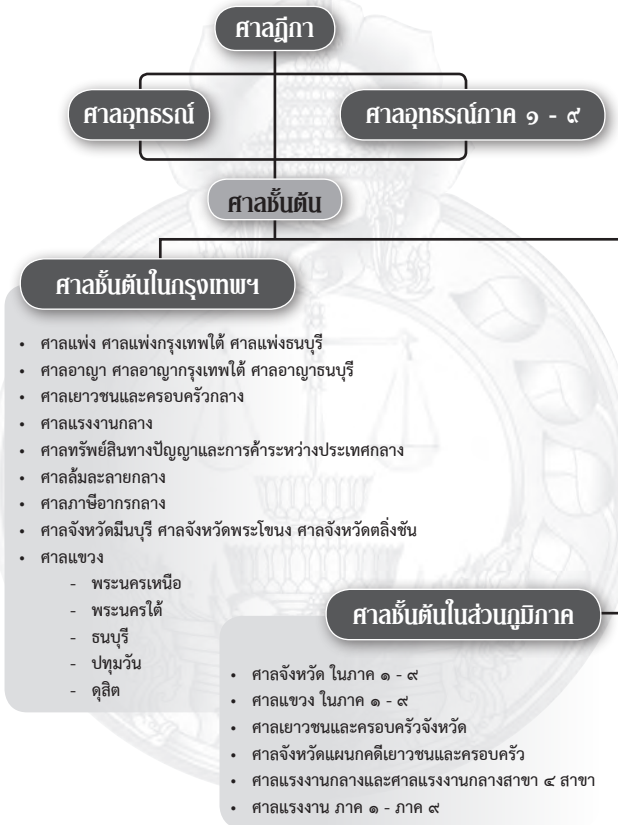 ศาลฎีกา
ศาลอุทธรณ์
ศาลอุทธรณ์ภาค ๑ - ๙
ศาลชั้นต้น
ศาลชั้นต้นในกรุงเทพฯ
• ศาลแพ่ง ศาลแพ่งกรุงเทพใต้ ศาลแพ่งธนบุรี
• ศาลอาญา ศาลอาญากรุงเทพใต้ ศาลอาญาธนบุรี
• ศาลเยาวชนและครอบครัวกลาง
• ศาลแรงงานกลาง
• ศาลทรัพย์สินทางปัญญาและการค้าระหว่างประเทศกลาง
• ศาลล้มละลายกลาง
• ศาลภาษีอากรกลาง
• ศาลจังหวัดมีนบุรี ศาลจังหวัดพระโขนง ศาลจังหวัดตลิ่งชัน
• ศาลแขวง
- พระนครเหนือ
- พระนครใต้
- ธนบุรี
- ปทุมวัน
- ดุสิต
ศาลชั้นต้นในส่วนภูมิภาค
• ศาลจังหวัด ในภาค ๑ - ๙
• ศาลแขวง ในภาค ๑ - ๙
• ศาลเยาวชนและครอบครัวจังหวัด
• ศาลจังหวัดแผนกคดีเยาวชนและครอบครัว
• ศาลแรงงานกลางและศาลแรงงานกลางสาขา ๔ สาขา
• ศาลแรงงาน ภาค ๑ - ภาค ๙